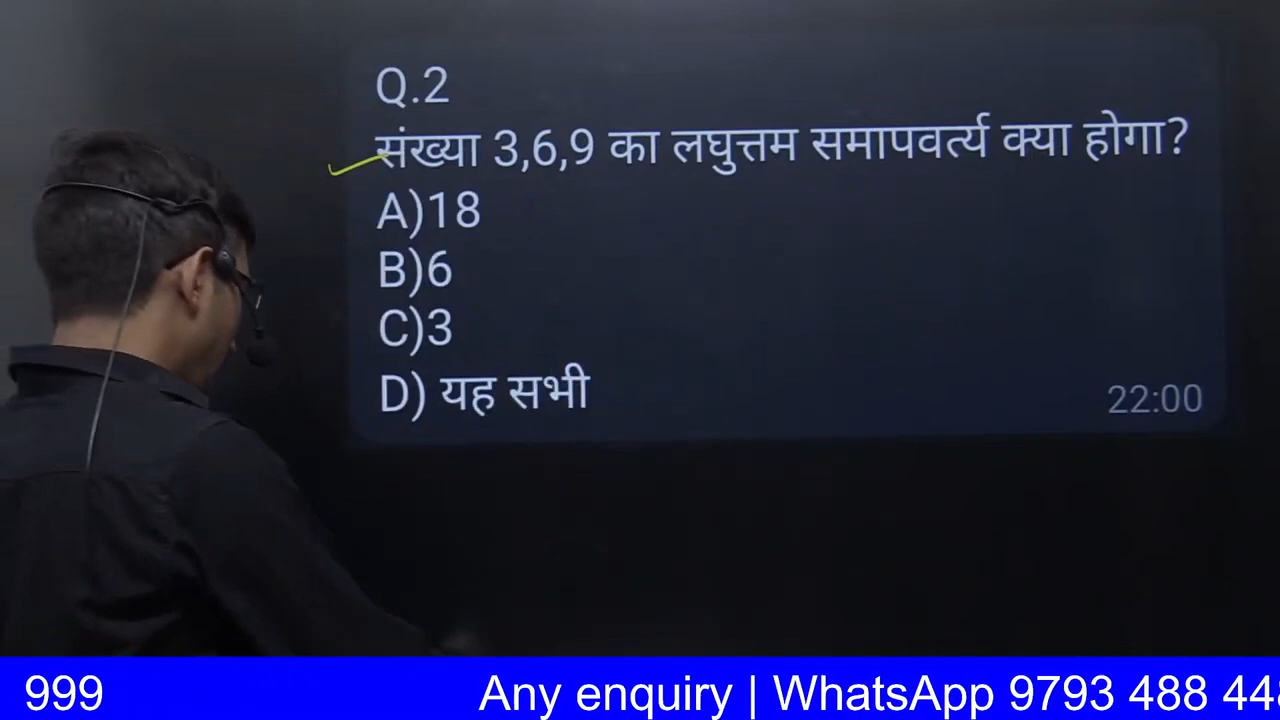 Q.2
संख्या 3,6,9 का लघुत्तम समापवर्त्य क्या होगा?
A)18
B)6
C)3
D) यह सभी
22:00
999 Any enquiry | WhatsApp 9793 488 44